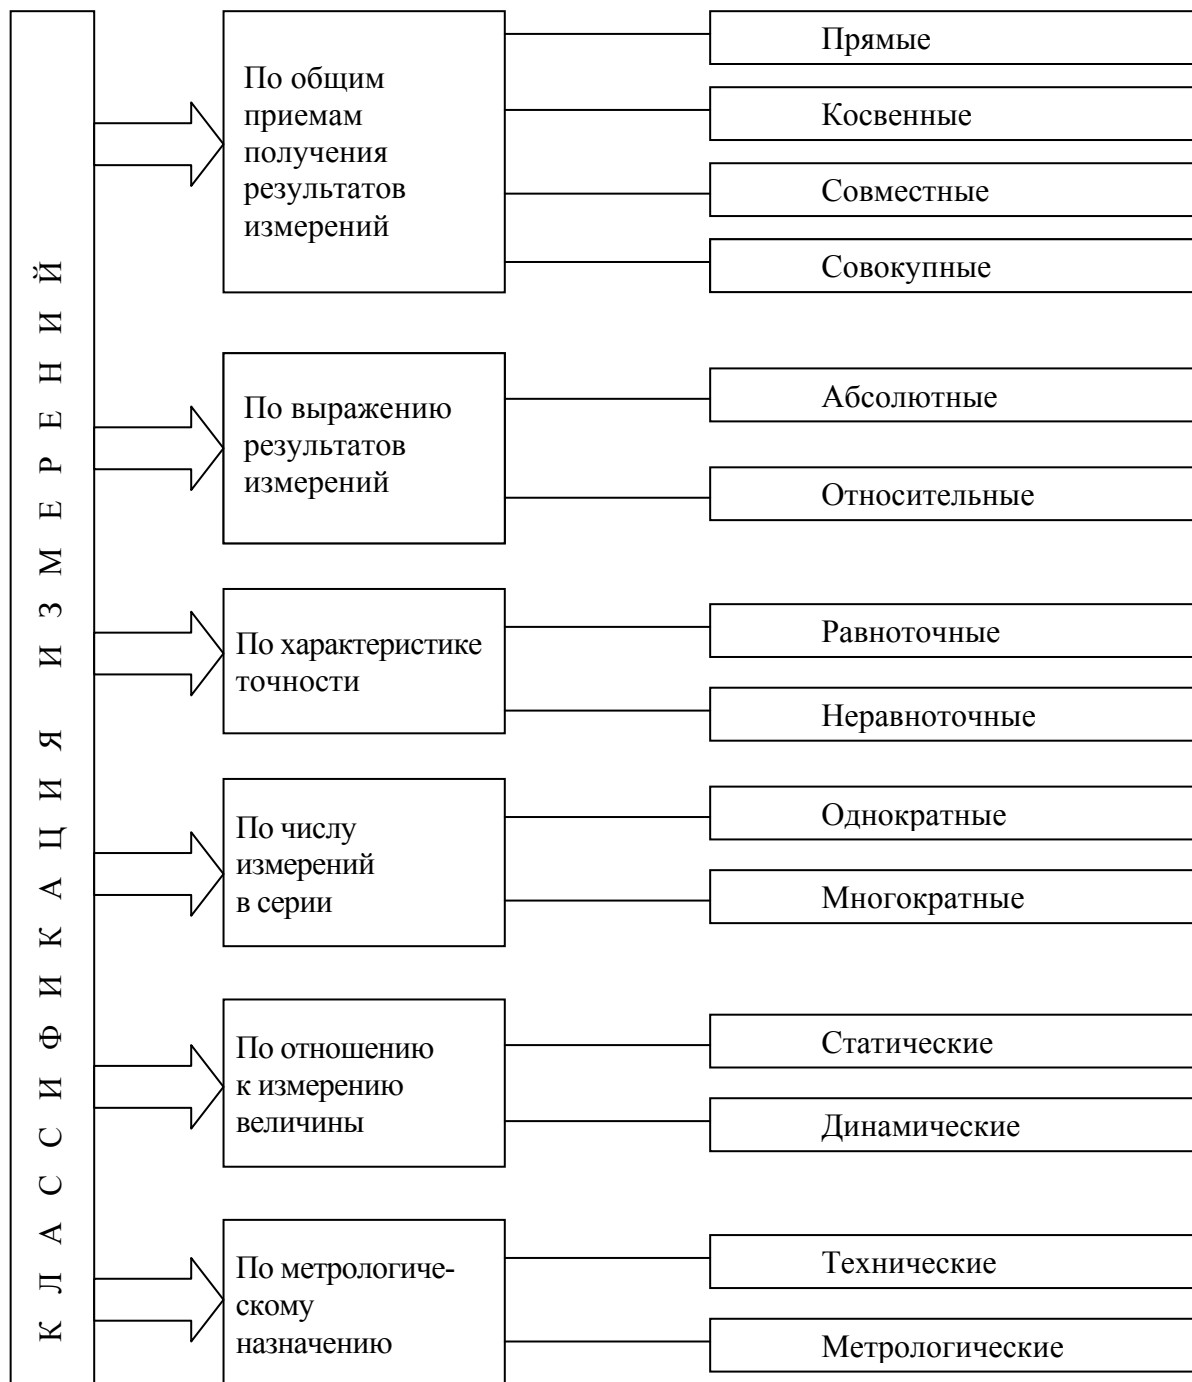 КЛАССИФИКАЦИЯ ИЗМЕРЕНИЙ
По общим
приемам
получения
результатов
измерений
Прямые
Косвенные
Совместные
Совокупные
По выражению
результатов
измерений
Абсолютные
Относительные
По характеристике
точности
Равноточные
Неравноточные
По числу
измерений
в серии
Однократные
Многократные
По отношению
к измерению
величины
Статические
Динамические
По метрологиче-
скому
назначению
Технические
Метрологические